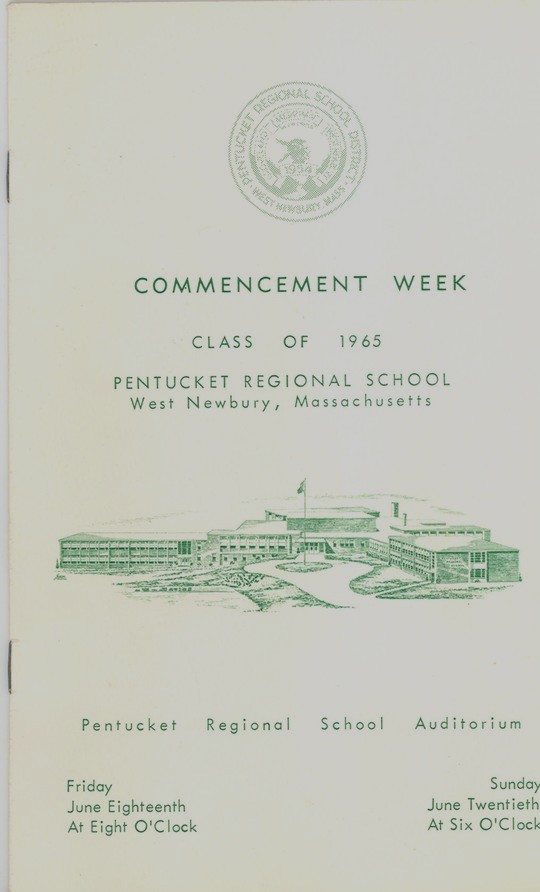 PENTUCKET REGIONAL SCHOOL DISTRICT
1954
WEST NEWBURY, MASS.
COMMENCEMENT WEEK
CLASS OF 1965
PENTUCKET REGIONAL SCHOOL
West Newbury, Massachusetts
Pentucket Regional School Auditorium
Friday
June Eighteenth
At Eight O'Clock
Sunday
June Twentieth
At Six O'Clock